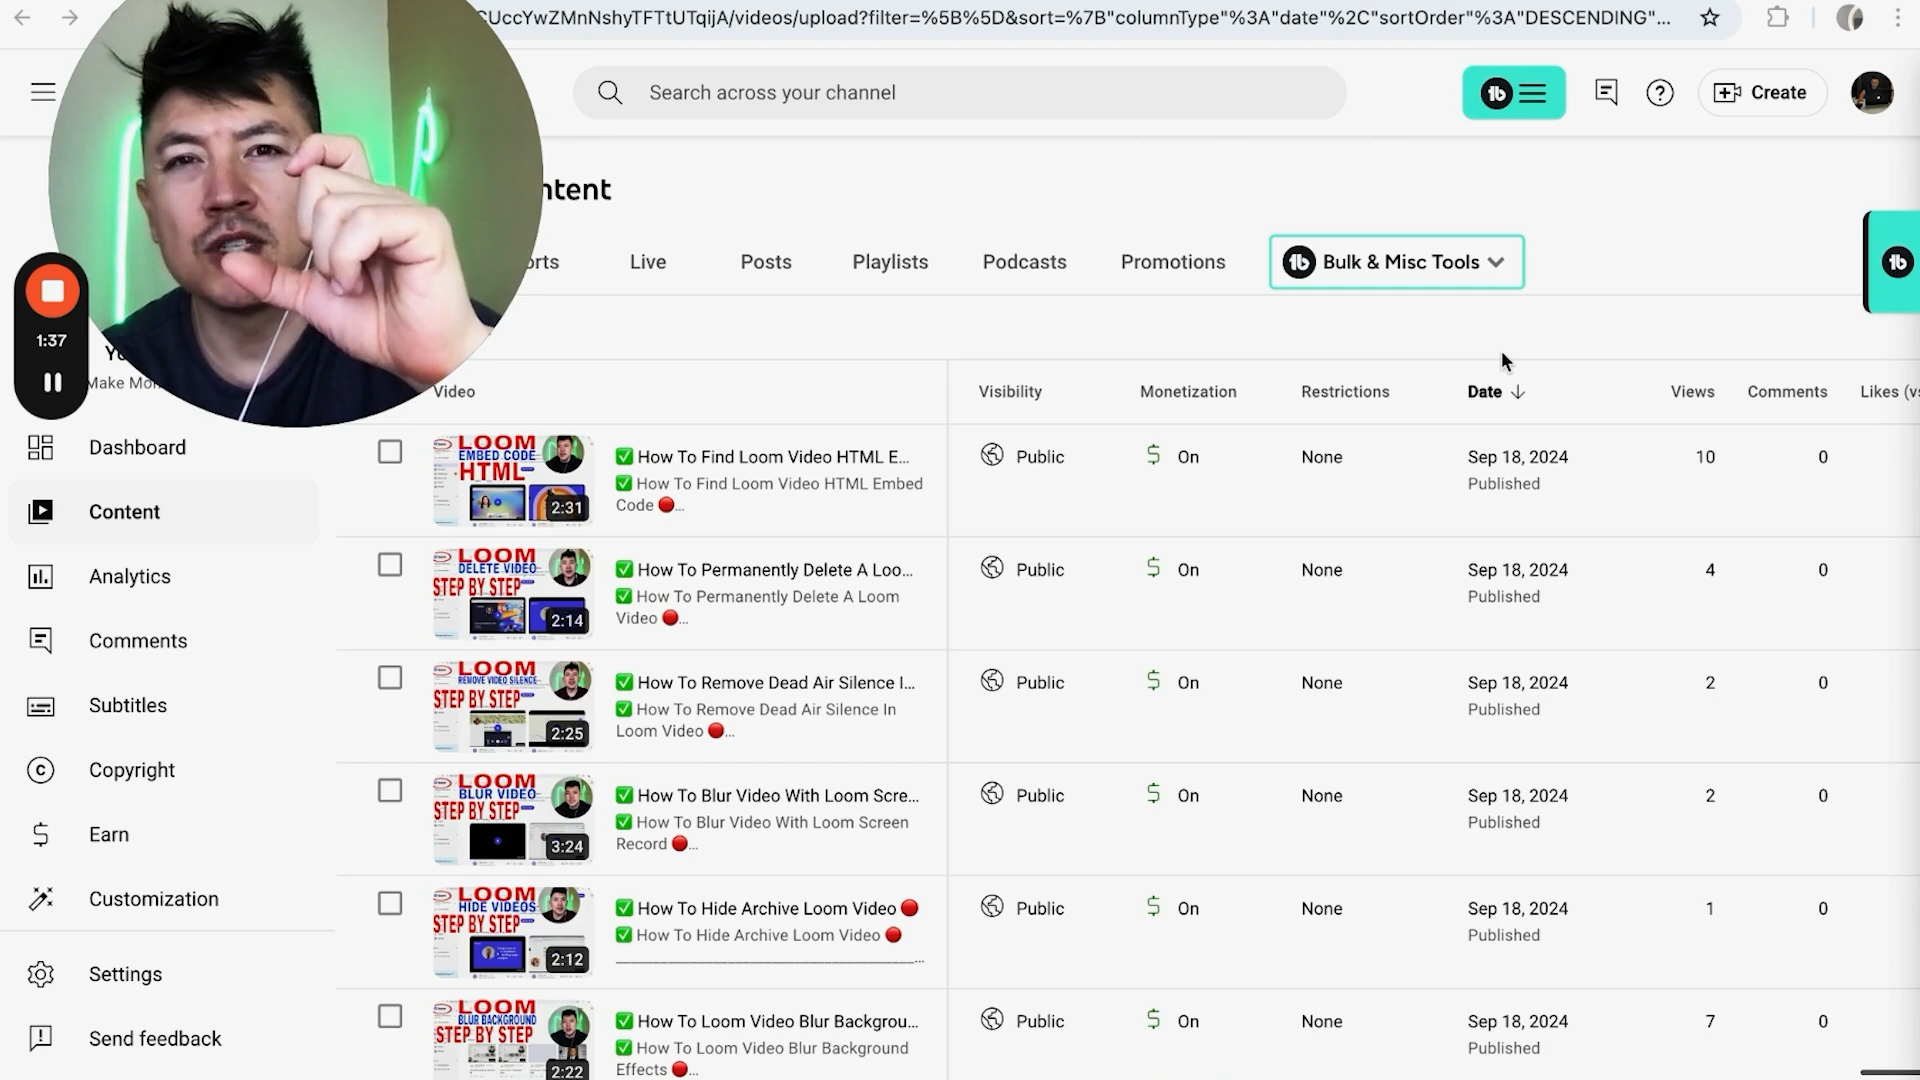 CUccYwZMnNshyTFTtUTqijA/videos/upload?filter=%5B%5D&sort=%7B"columnType"%3A"date"%2C"sortOrder"%3A"DESCENDING"...
Search across your channel
Create
ntent
orts
Live
Posts
Playlists
Podcasts
Promotions
Bulk & Misc Tools
1:37
Yo
Make Mon
Video
Visibility
Monetization
Restrictions
Date
Views
Comments
Likes (vs
Dashboard
Content
Analytics
Comments
Subtitles
Copyright
Earn
Customization
Settings
Send feedback
LOOM
EMBED CODE
HTML
2:31
✅ How To Find Loom Video HTML E...
✅ How To Find Loom Video HTML Embed
Code 🔴...
Public
On
None
Sep 18, 2024
Published
10
0
LOOM
DELETE VIDEO
STEP BY STEP
2:14
✅ How To Permanently Delete A Loo...
✅ How To Permanently Delete A Loom
Video 🔴...
Public
On
None
Sep 18, 2024
Published
4
0
LOOM
REMOVE VIDEO SILENCE
STEP BY STEP
2:25
✅ How To Remove Dead Air Silence I...
✅ How To Remove Dead Air Silence In
Loom Video 🔴...
Public
On
None
Sep 18, 2024
Published
2
0
LOOM
BLUR VIDEO
STEP BY STEP
3:24
✅ How To Blur Video With Loom Scre...
✅ How To Blur Video With Loom Screen
Record 🔴...
Public
On
None
Sep 18, 2024
Published
2
0
LOOM
HIDE VIDEOS
STEP BY STEP
2:12
✅ How To Hide Archive Loom Video 🔴
✅ How To Hide Archive Loom Video 🔴
_____________________________________...
Public
On
None
Sep 18, 2024
Published
1
0
LOOM
BLUR BACKGROUND
STEP BY STEP
2:22
✅ How To Loom Video Blur Backgrou...
✅ How To Loom Video Blur Background
Effects 🔴...
Public
On
None
Sep 18, 2024
Published
7
0